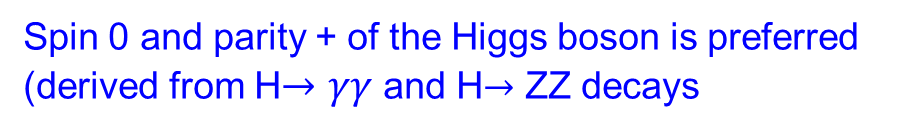 Spin 0 and parity + of the Higgs boson is preferred
(derived from H→ γγ and H→ ZZ decays